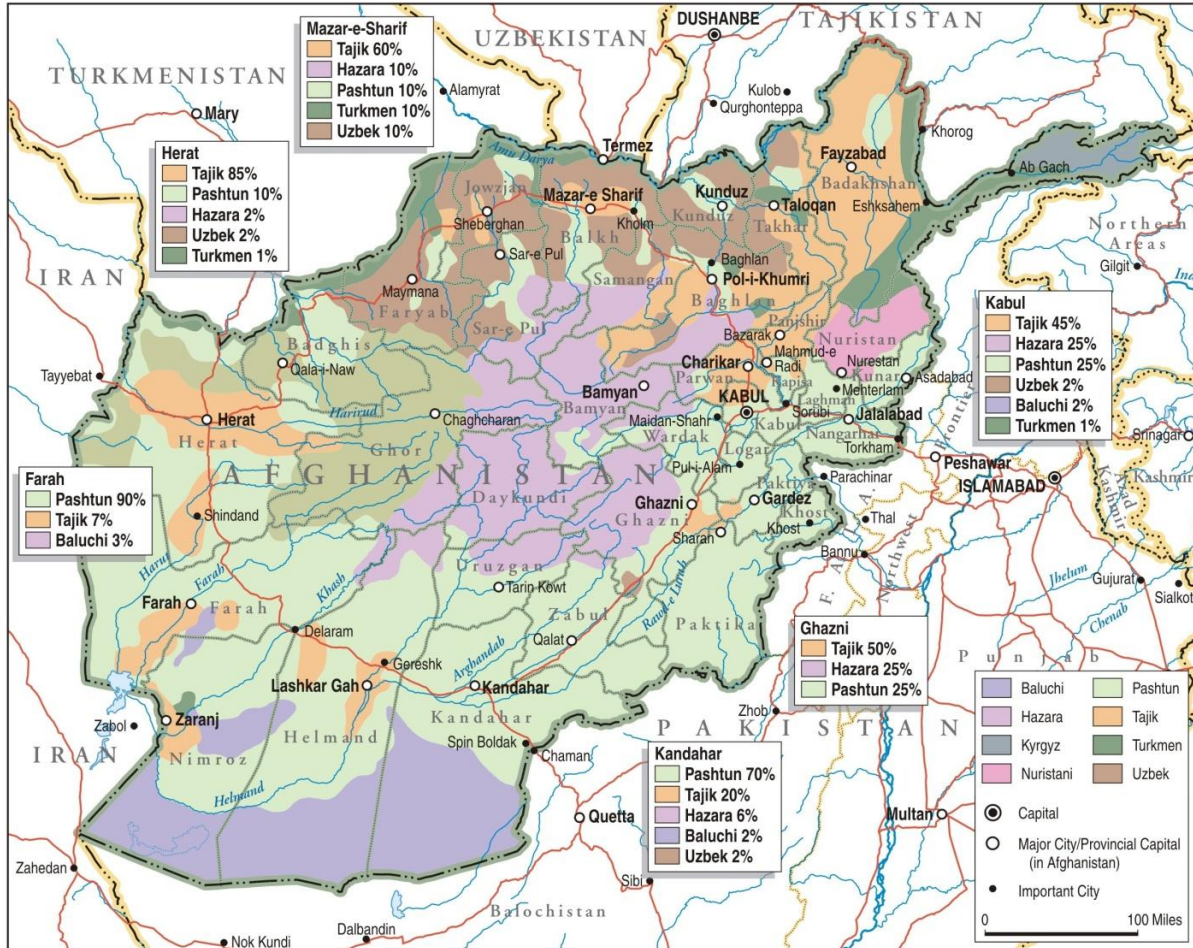 DUSHANBE
TAJIKISTAN
UZBEKISTAN
TURKMENISTAN
Mazar-e-Sharif
Tajik 60%
Hazara 10%
Pashtun 10%
Turkmen 10%
Uzbek 10%
Alamyrat
Kulob
Qurghonteppa
Mary
Khorog
Termez
Amu Darya
Fayzabad
Badakhshan
Ab Gach
Eshksahem
Herat
Tajik 85%
Pashtun 10%
Hazara 2%
Uzbek 2%
Turkmen 1%
Jowzjan
Sheberghan
Mazar-e Sharif
Kholm
Balkh
Kunduz
Kunduz
Taloqan
Takhar
Northern
Areas
Gilgit
IRAN
Sar-e Pul
Maymana
Faryab
Samangan
Baghlan
Pol-i-Khumri
Baghlan
Sar-e Pul
Panjshir
Bazarak
Nuristan
Kabul
Tajik 45%
Hazara 25%
Pashtun 25%
Uzbek 2%
Baluchi 2%
Turkmen 1%
Badghis
Qala-i-Naw
Tayyebat
Charikar
Mahmud-e
Radi
Nurestan
Kunar
Asadabad
Mehterlam
Parwan
Kapisa
Laghman
Bamyan
Bamyan
Herat
Harirud
Chaghcharan
KABUL
Kabul
Sorubi
Jalalabad
Nangarhar
Torkham
Maidan-Shahr
Wardak
Herat
Ghor
Logar
Pul-i-Alam
Peshawar
ISLAMABAD
Srinagar
Azad
Kashmir
Kashmir
AFGHANISTAN
Daykundi
Paktiya
Parachinar
Farah
Pashtun 90%
Tajik 7%
Baluchi 3%
Shindand
Ghazni
Ghazni
Gardez
Khost
Khost
Thal
Sharan
Bannu
F. A. T. A.
Northwest
Frontier
Harut
Farah
Khash
Uruzgan
Tarin Kowt
Jhelum
Gujurat
Sialkot
Chenab
Farah
Farah
Zabul
Qalat
Rawd-e Lurah
Paktika
Delaram
Gereshk
Arghandab
Ghazni
Tajik 50%
Hazara 25%
Pashtun 25%
Punjab
Lashkar Gah
Kandahar
Zaranj
Zabol
Kandahar
Zhob
PAKISTAN
IRAN
Nimroz
Helmand
Spin Boldak
Chaman
Helmand
Kandahar
Pashtun 70%
Tajik 20%
Hazara 6%
Baluchi 2%
Uzbek 2%
Quetta
Multan
Zahedan
Sibi
Balochistan
Dalbandin
Nok Kundi
Baluchi
Pashtun
Hazara
Tajik
Kyrgyz
Turkmen
Nuristani
Uzbek
Capital
Major City/Provincial Capital
(in Afghanistan)
Important City
0
100 Miles